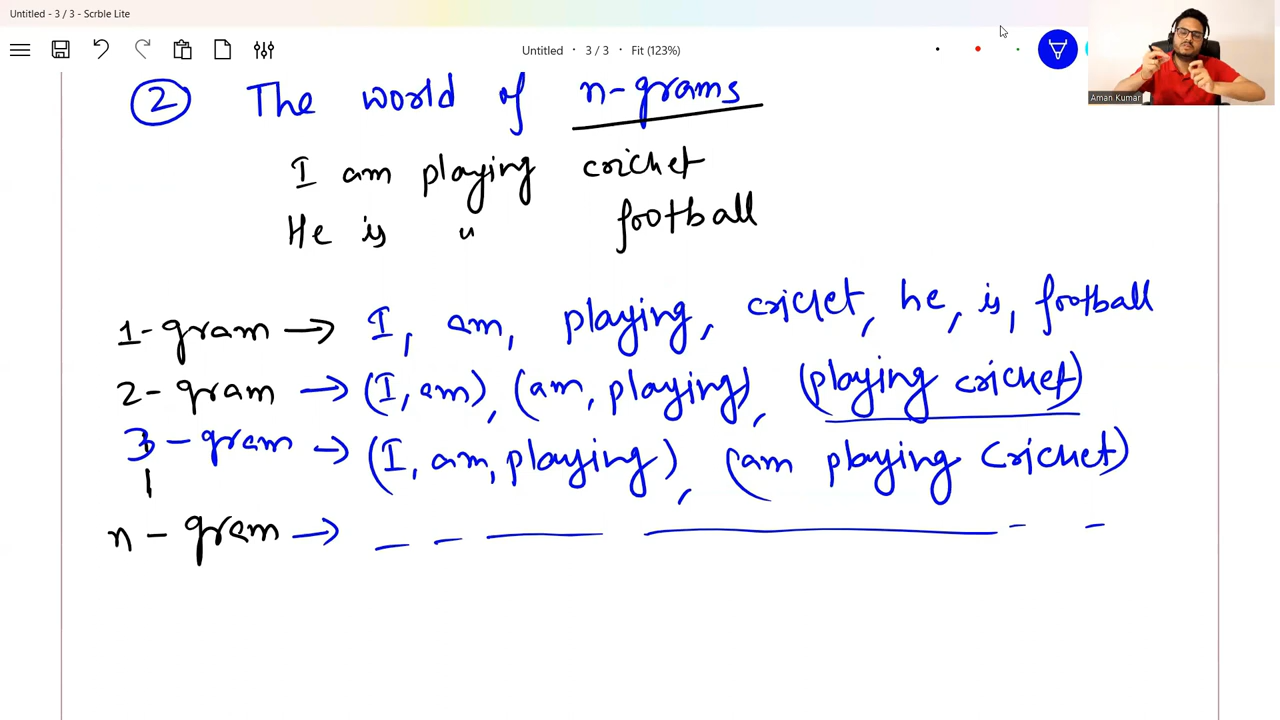 Untitled - 3 / 3 - Scrble Lite
Untitled • 3 / 3 • Fit (123%)
Aman Kumar
2 The world of n-grams
I am playing cricket
He is " football
1-gram → I, am, playing, cricket, he, is, football
2-gram → (I, am), (am, playing), (playing cricket)
3-gram → (I, am, playing), (am playing cricket)
n-gram →